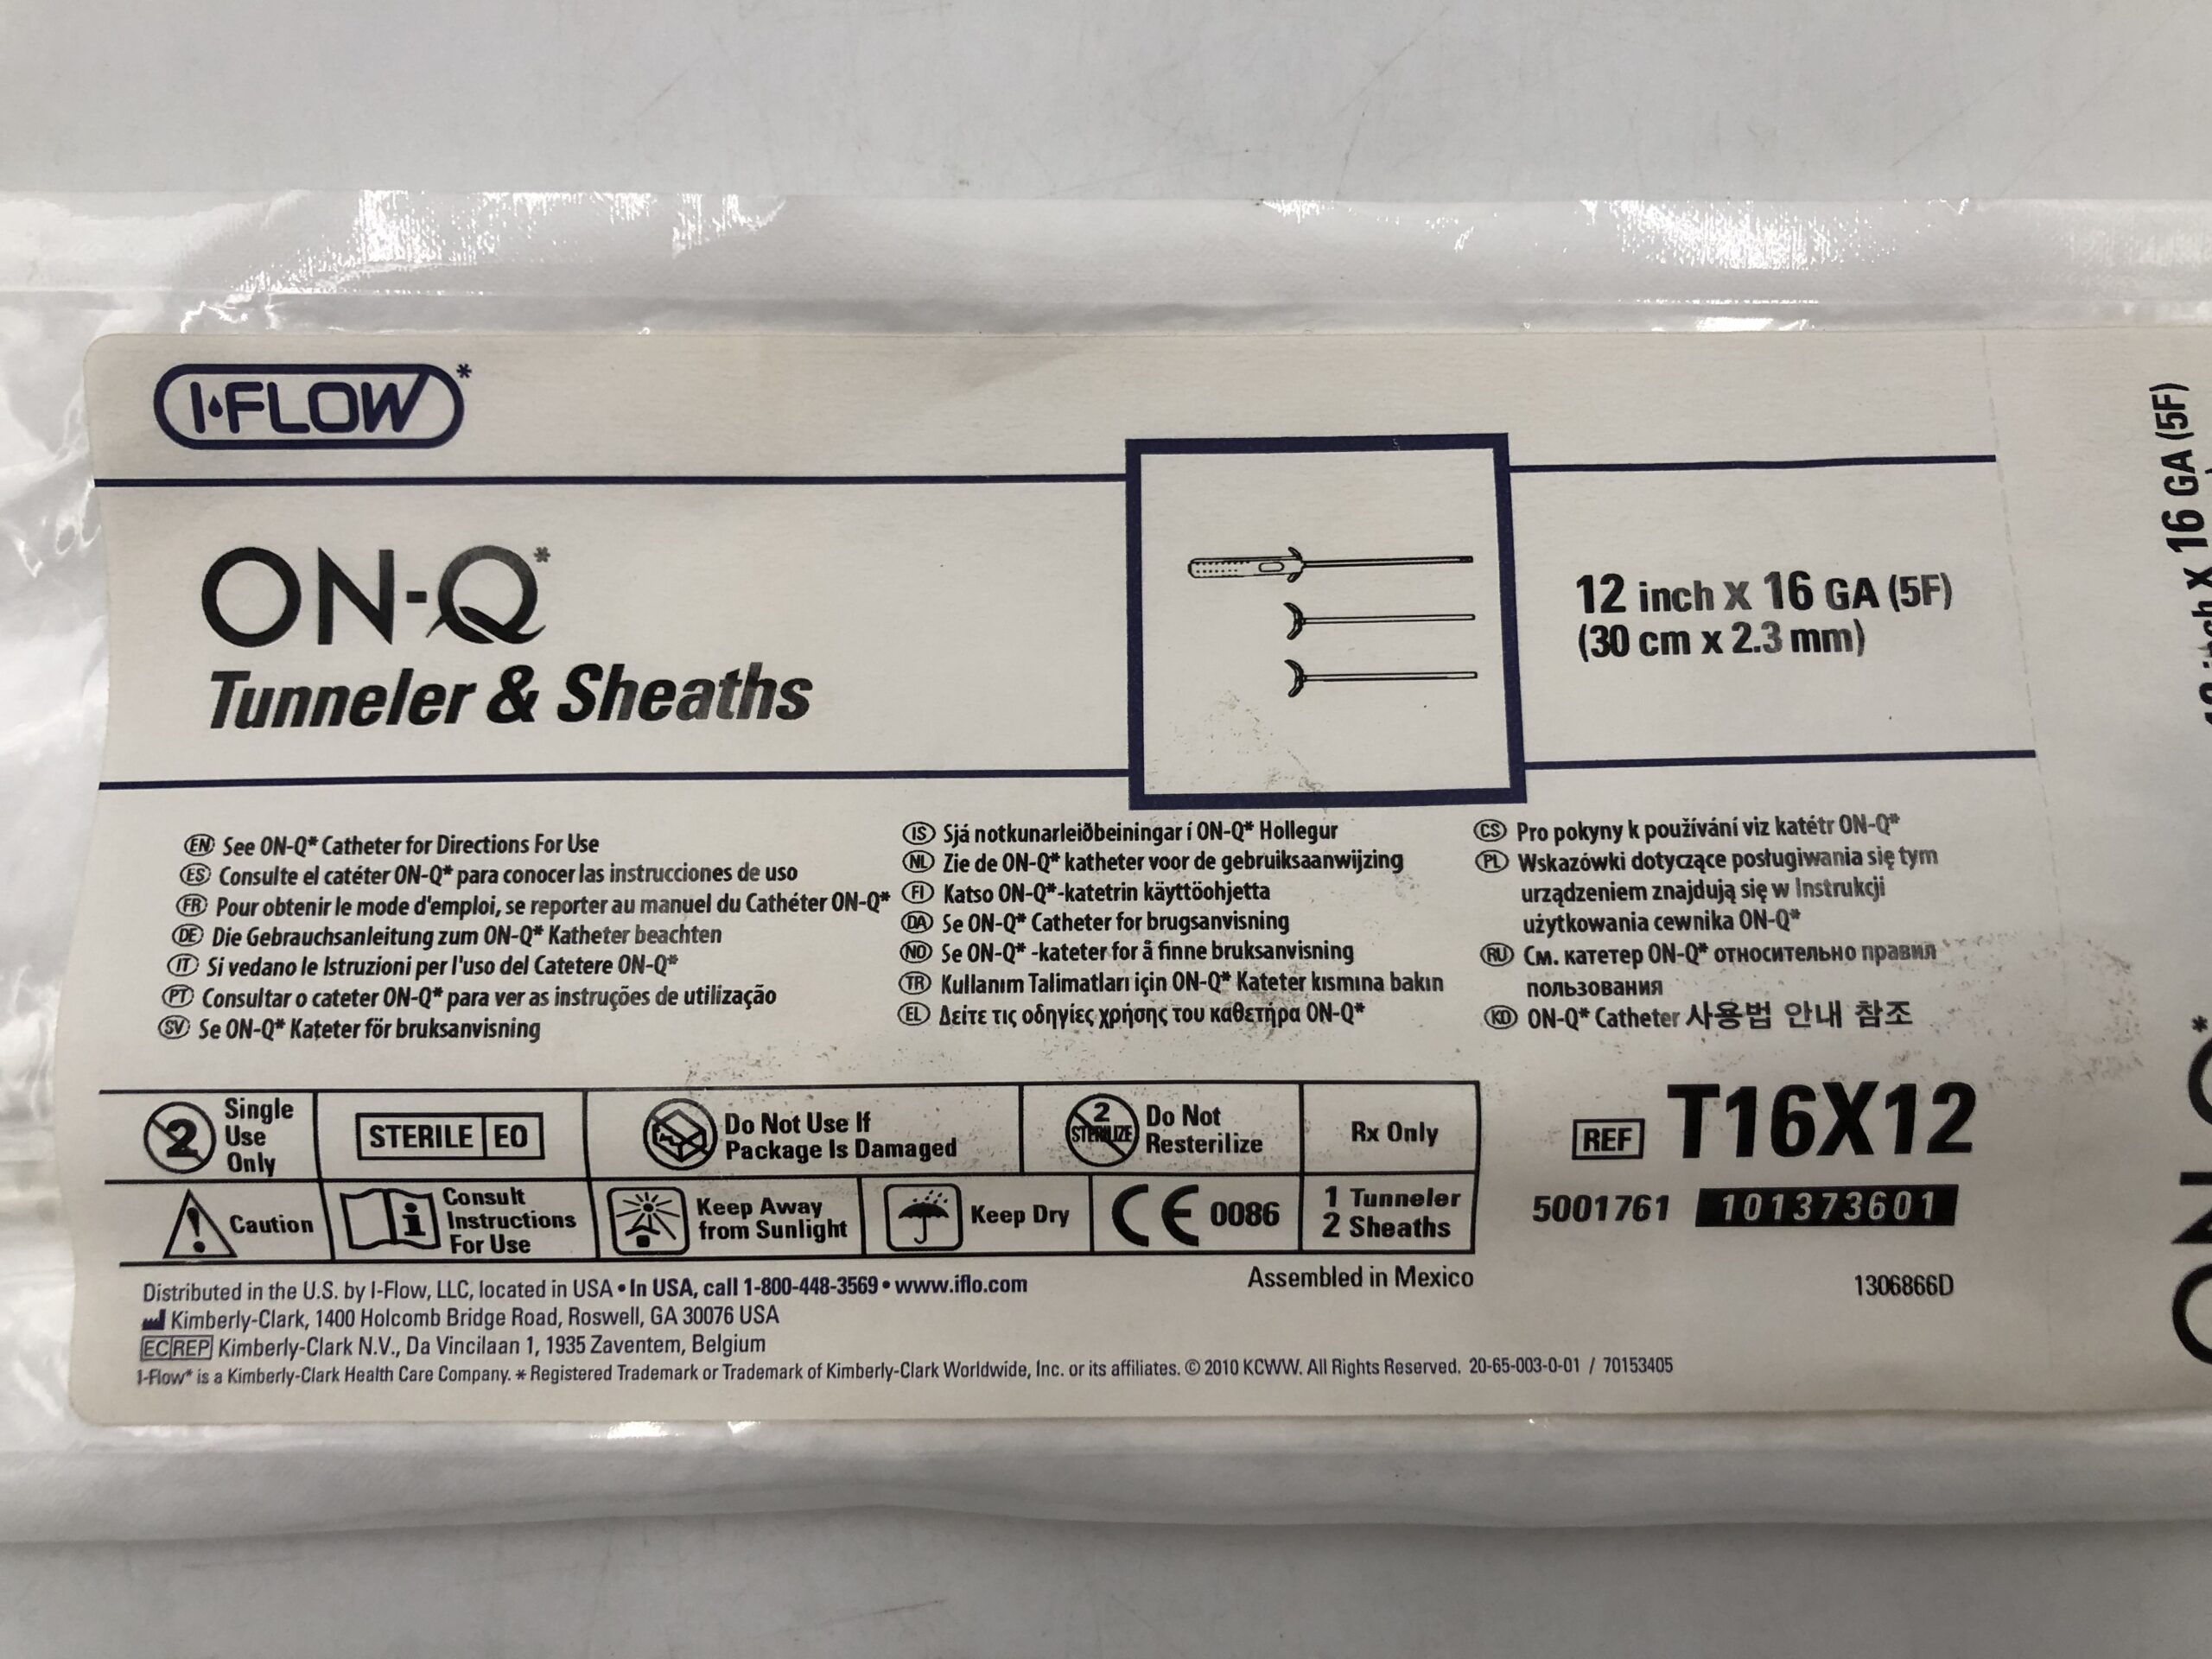 I-FLOW*
ON-Q*
Tunneler & Sheaths
12 inch X 16 GA (5F)
(30 cm x 2.3 mm)
EN See ON-Q* Catheter for Directions For Use
ES Consulte el catéter ON-Q* para conocer las instrucciones de uso
FR Pour obtenir le mode d'emploi, se reporter au manuel du Cathéter ON-Q*
DE Die Gebrauchsanleitung zum ON-Q* Katheter beachten
IT Si vedano le Istruzioni per l'uso del Catetere ON-Q*
PT Consultar o cateter ON-Q* para ver as instruções de utilização
SV Se ON-Q* Kateter för bruksanvisning
IS Sjá notkunarleiðbeiningar í ON-Q* Hollegur
NL Zie de ON-Q* katheter voor de gebruiksaanwijzing
FI Katso ON-Q*-katetrin käyttöohjetta
DA Se ON-Q* Catheter for brugsanvisning
NO Se ON-Q* -kateter for å finne bruksanvisning
TR Kullanım Talimatları için ON-Q* Kateter kısmına bakın
EL Δείτε τις οδηγίες χρήσης του καθετήρα ON-Q*
CS Pro pokyny k používání viz katétr ON-Q*
PL Wskazówki dotyczące posługiwania się tym
urządzeniem znajdują się w Instrukcji
użytkowania cewnika ON-Q*
RU См. катетер ON-Q* относительно правил
пользования
KO ON-Q* Catheter 사용법 안내 참조
2 Single
Use
Only
STERILE EO
Do Not Use If
Package Is Damaged
2
STERILIZE
Do Not
Resterilize
Rx Only
Caution
Consult
Instructions
For Use
Keep Away
from Sunlight
Keep Dry
CE 0086
1 Tunneler
2 Sheaths
REF T16X12
5001761 101373601
Distributed in the U.S. by I-Flow, LLC, located in USA • In USA, call 1-800-448-3569 • www.iflo.com
Assembled in Mexico
1306866D
Kimberly-Clark, 1400 Holcomb Bridge Road, Roswell, GA 30076 USA
EC REP Kimberly-Clark N.V., Da Vincilaan 1, 1935 Zaventem, Belgium
I-Flow* is a Kimberly-Clark Health Care Company. * Registered Trademark or Trademark of Kimberly-Clark Worldwide, Inc. or its affiliates. © 2010 KCWW. All Rights Reserved. 20-65-003-0-01 / 70153405
X 16 GA (5F)
ON-Q*